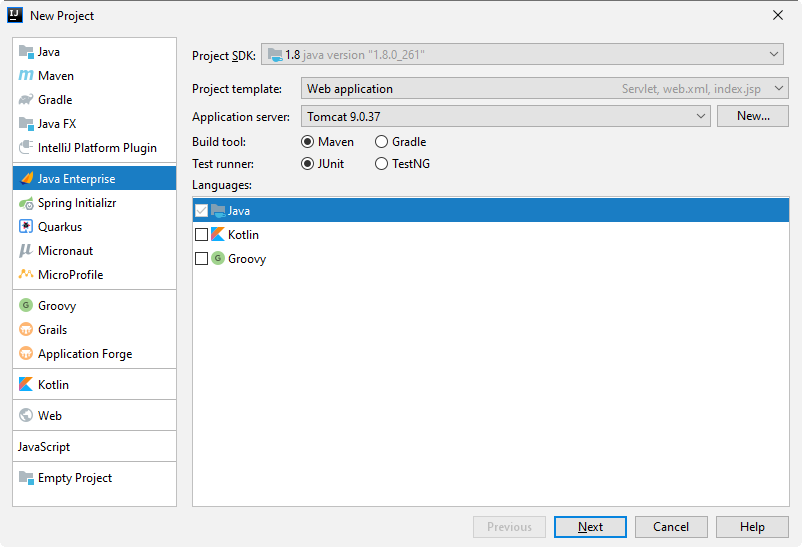 IJ New Project
Java
Maven
Gradle
Java FX
IntelliJ Platform Plugin
Java Enterprise
Spring Initializr
Quarkus
Micronaut
MicroProfile
Groovy
Grails
Application Forge
Kotlin
Web
JavaScript
Empty Project
Project SDK: 1.8 java version "1.8.0_261"
Project template: Web application Servlet, web.xml, index.jsp
Application server: Tomcat 9.0.37 New...
Build tool: Maven Gradle
Test runner: JUnit TestNG
Languages:
Java
Kotlin
G Groovy
Previous Next Cancel Help